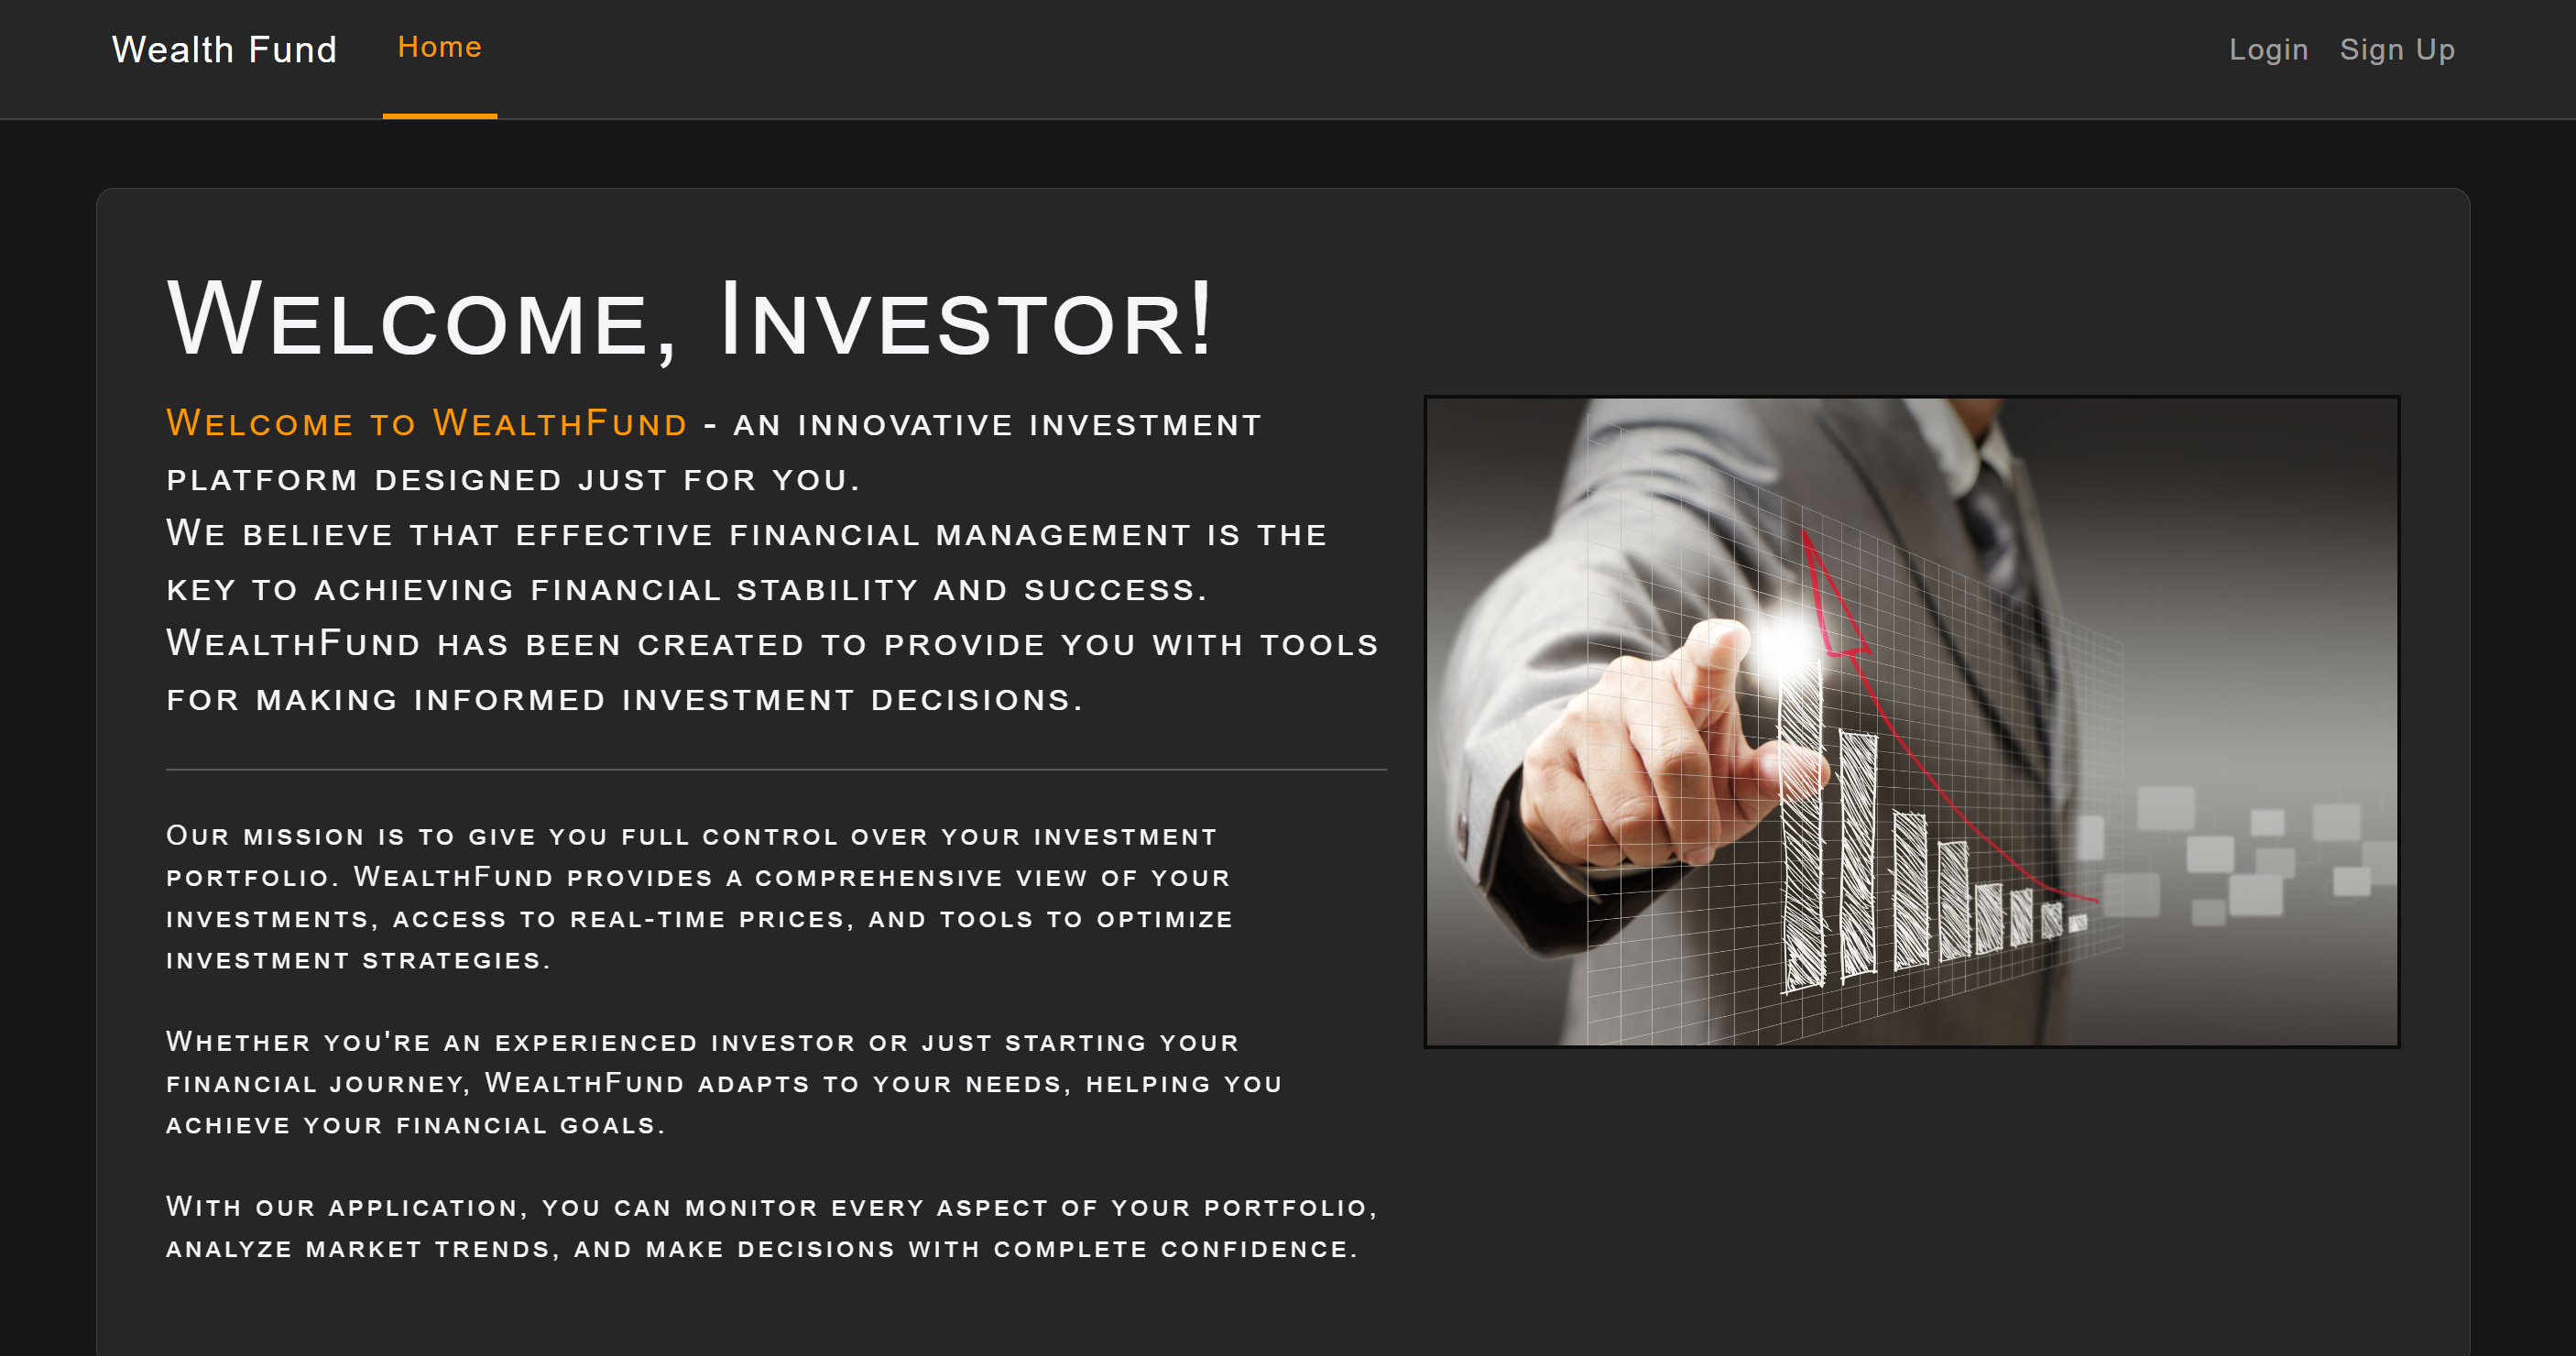 Wealth Fund Home Login Sign Up
Welcome, Investor!
Welcome to WealthFund - an innovative investment
platform designed just for you.
We believe that effective financial management is the
key to achieving financial stability and success.
WealthFund has been created to provide you with tools
for making informed investment decisions.
Our mission is to give you full control over your investment
portfolio. WealthFund provides a comprehensive view of your
investments, access to real-time prices, and tools to optimize
investment strategies.
Whether you're an experienced investor or just starting your
financial journey, WealthFund adapts to your needs, helping you
achieve your financial goals.
With our application, you can monitor every aspect of your portfolio,
analyze market trends, and make decisions with complete confidence.